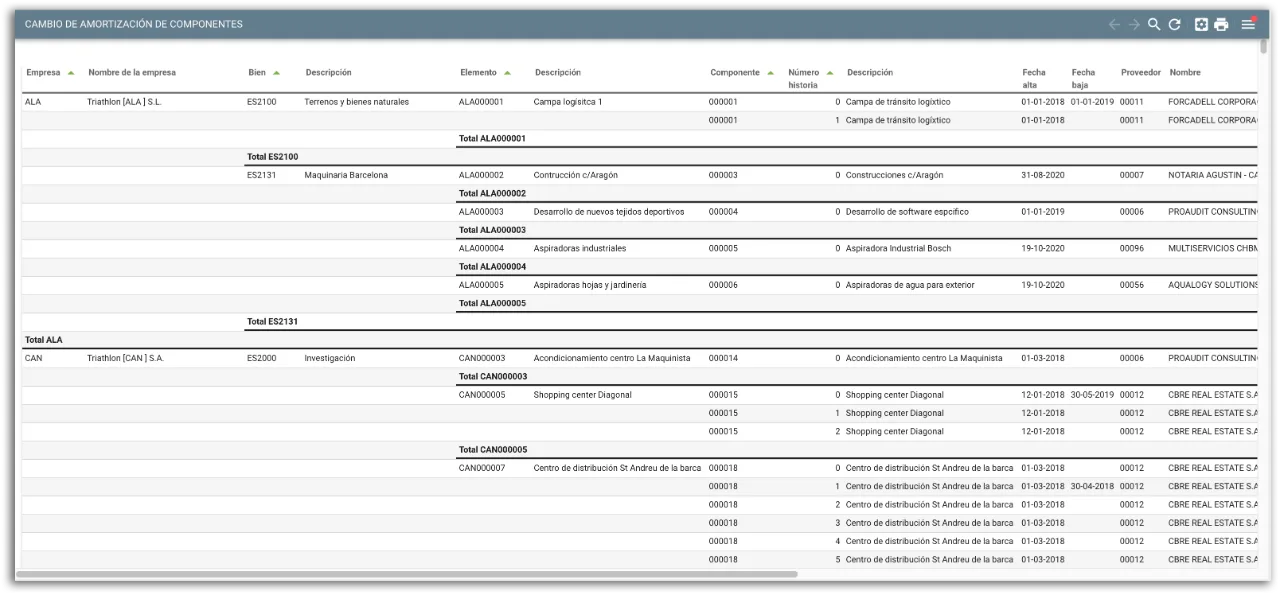 CAMBIO DE AMORTIZACIÓN DE COMPONENTES
Empresa Nombre de la empresa Bien Descripción Elemento Descripción Componente Número historia Descripción Fecha alta Fecha baja Proveedor Nombre
ALA Triathlon [ALA ] S.L. ES2100 Terrenos y bienes naturales ALA000001 Campa logísitca 1 000001 0 Campa de tránsito logíxtico 01-01-2018 01-01-2019 00011 FORCADELL CORPORA
000001 1 Campa de tránsito logíxtico 01-01-2018 00011 FORCADELL CORPORA
Total ALA000001
Total ES2100
ES2131 Maquinaria Barcelona ALA000002 Contrucción c/Aragón 000003 0 Construcciones c/Aragón 31-08-2020 00007 NOTARIA AGUSTIN - CA
Total ALA000002
ALA000003 Desarrollo de nuevos tejidos deportivos 000004 0 Desarrollo de software espcífico 01-01-2019 00006 PROAUDIT CONSULTIN
Total ALA000003
ALA000004 Aspiradoras industriales 000005 0 Aspiradora Industrial Bosch 19-10-2020 00096 MULTISERVICIOS CHBM
Total ALA000004
ALA000005 Aspiradoras hojas y jardinería 000006 0 Aspiradoras de agua para exterior 19-10-2020 00056 AQUALOGY SOLUTIONS
Total ALA000005
Total ES2131
Total ALA
CAN Triathlon [CAN ] S.A. ES2000 Investigación CAN000003 Acondicionamiento centro La Maquinista 000014 0 Acondicionamiento centro La Maquinista 01-03-2018 00006 PROAUDIT CONSULTIN
Total CAN000003
CAN000005 Shopping center Diagonal 000015 0 Shopping center Diagonal 12-01-2018 30-05-2019 00012 CBRE REAL ESTATE S.A
000015 1 Shopping center Diagonal 12-01-2018 00012 CBRE REAL ESTATE S.A
000015 2 Shopping center Diagonal 12-01-2018 00012 CBRE REAL ESTATE S.A
Total CAN000005
CAN000007 Centro de distribución St Andreu de la barca 000018 0 Centro de distribución St Andreu de la barca 01-03-2018 00012 CBRE REAL ESTATE S.A
000018 1 Centro de distribución St Andreu de la barca 01-03-2018 30-04-2018 00012 CBRE REAL ESTATE S.A
000018 2 Centro de distribución St Andreu de la barca 01-03-2018 00012 CBRE REAL ESTATE S.A
000018 3 Centro de distribución St Andreu de la barca 01-03-2018 00012 CBRE REAL ESTATE S.A
000018 4 Centro de distribución St Andreu de la barca 01-03-2018 00012 CBRE REAL ESTATE S.A
000018 5 Centro de distribución St Andreu de la barca 01-03-2018 00012 CBRE REAL ESTATE S.A